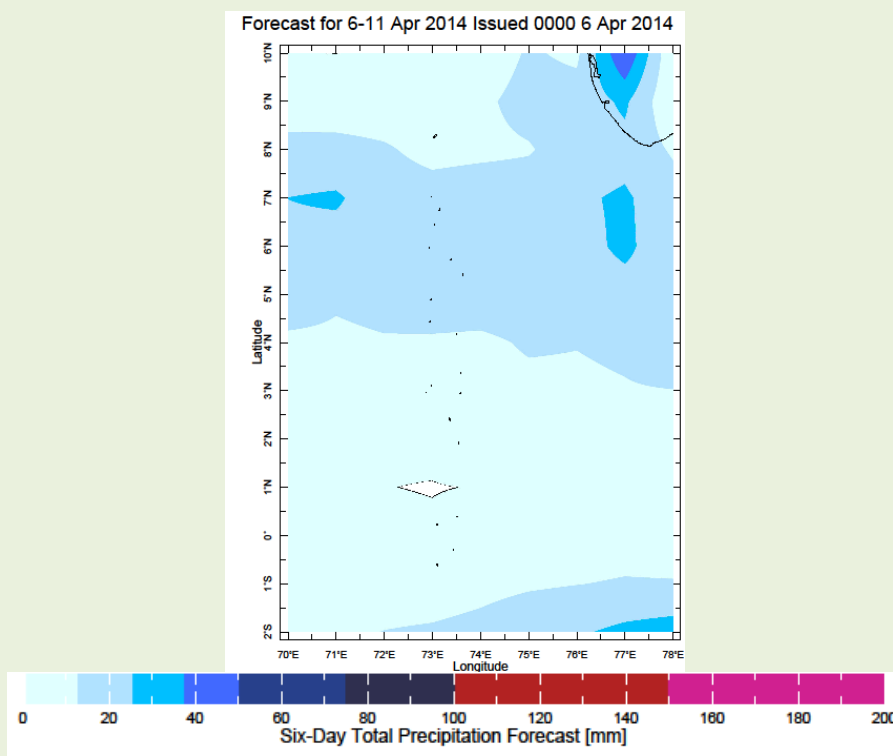 Forecast for 6-11 Apr 2014 Issued 0000 6 Apr 2014
10°N
9°N
8°N
7°N
6°N
5°N
4°N
3°N
2°N
1°N
0°
1°S
2°S
Latitude
70°E 71°E 72°E 73°E 74°E 75°E 76°E 77°E 78°E
Longitude
0 20 40 60 80 100 120 140 160 180 200
Six-Day Total Precipitation Forecast [mm]